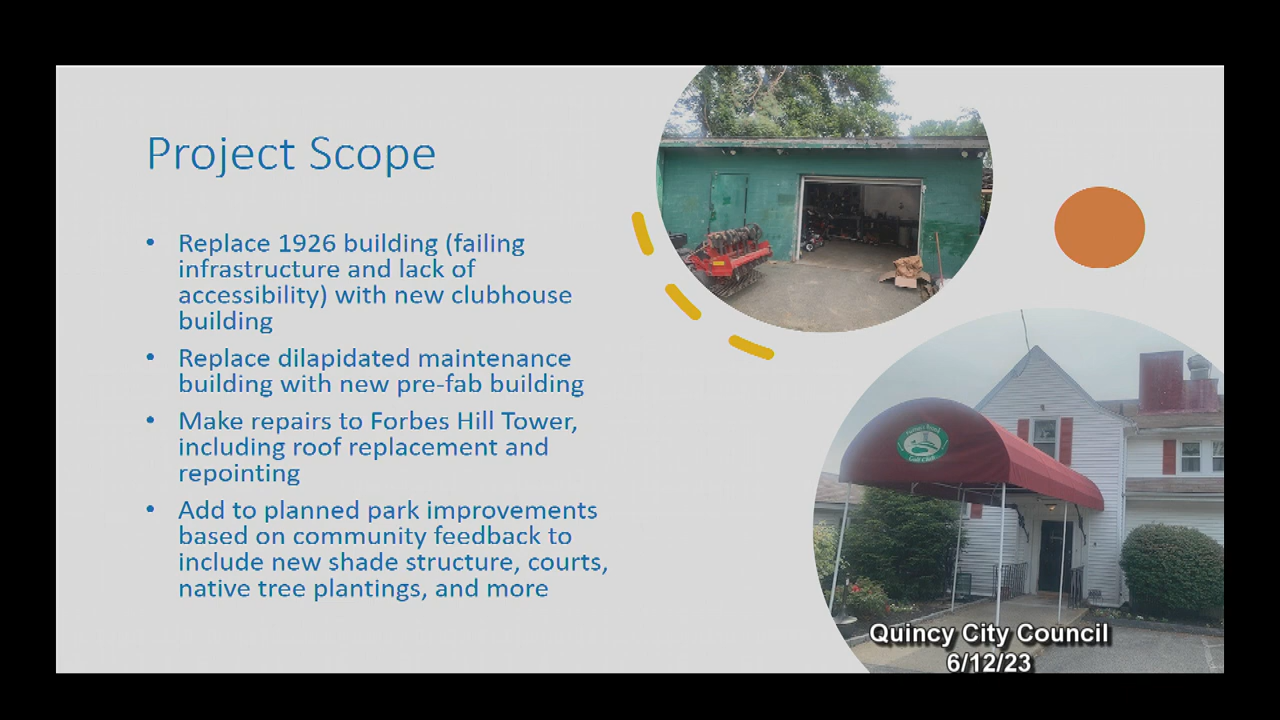 Project Scope
• Replace 1926 building (failing
infrastructure and lack of
accessibility) with new clubhouse
building
• Replace dilapidated maintenance
building with new pre-fab building
• Make repairs to Forbes Hill Tower,
including roof replacement and
repointing
• Add to planned park improvements
based on community feedback to
include new shade structure, courts,
native tree plantings, and more
Golf Club
Quincy City Council
6/12/23